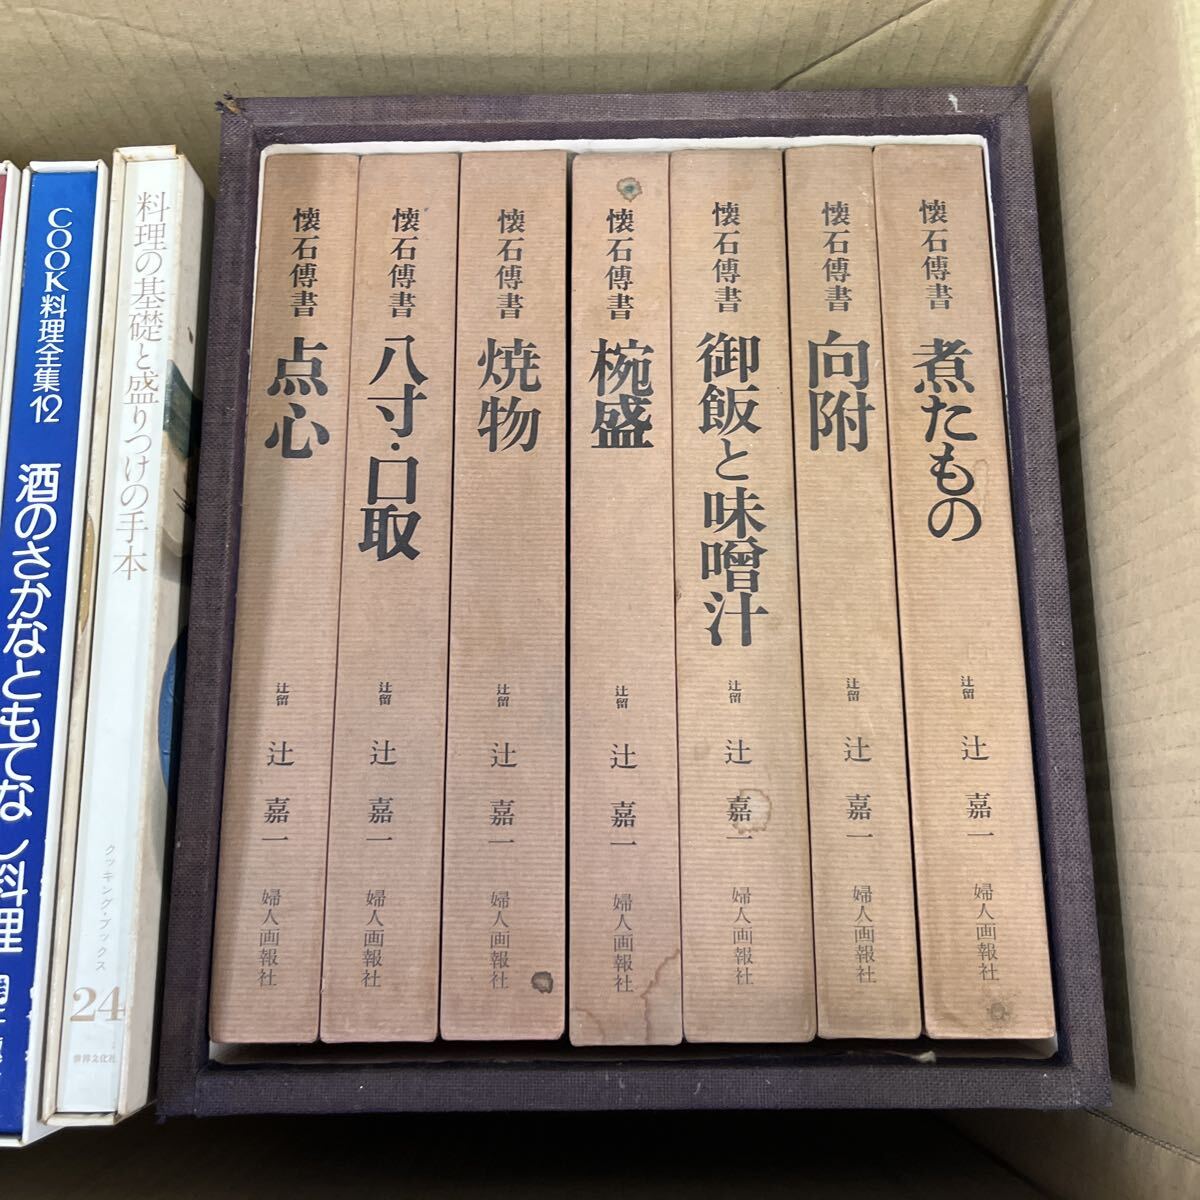 COOK料理全集12
酒のさかなともてなし料理
料理の基礎と盛りつけの手本
クッキング・ブックス
24
世界文化社
懐石傳書
点心
辻留
辻嘉一
婦人画報社
懐石傳書
八寸・口取
辻留
辻嘉一
婦人画報社
懐石傳書
焼物
辻留
辻嘉一
婦人画報社
懐石傳書
椀盛
辻留
辻嘉一
婦人画報社
懐石傳書
御飯と味噌汁
辻留
辻嘉一
婦人画報社
懐石傳書
向附
辻留
辻嘉一
婦人画報社
懐石傳書
煮たもの
辻留
辻嘉一
婦人画報社